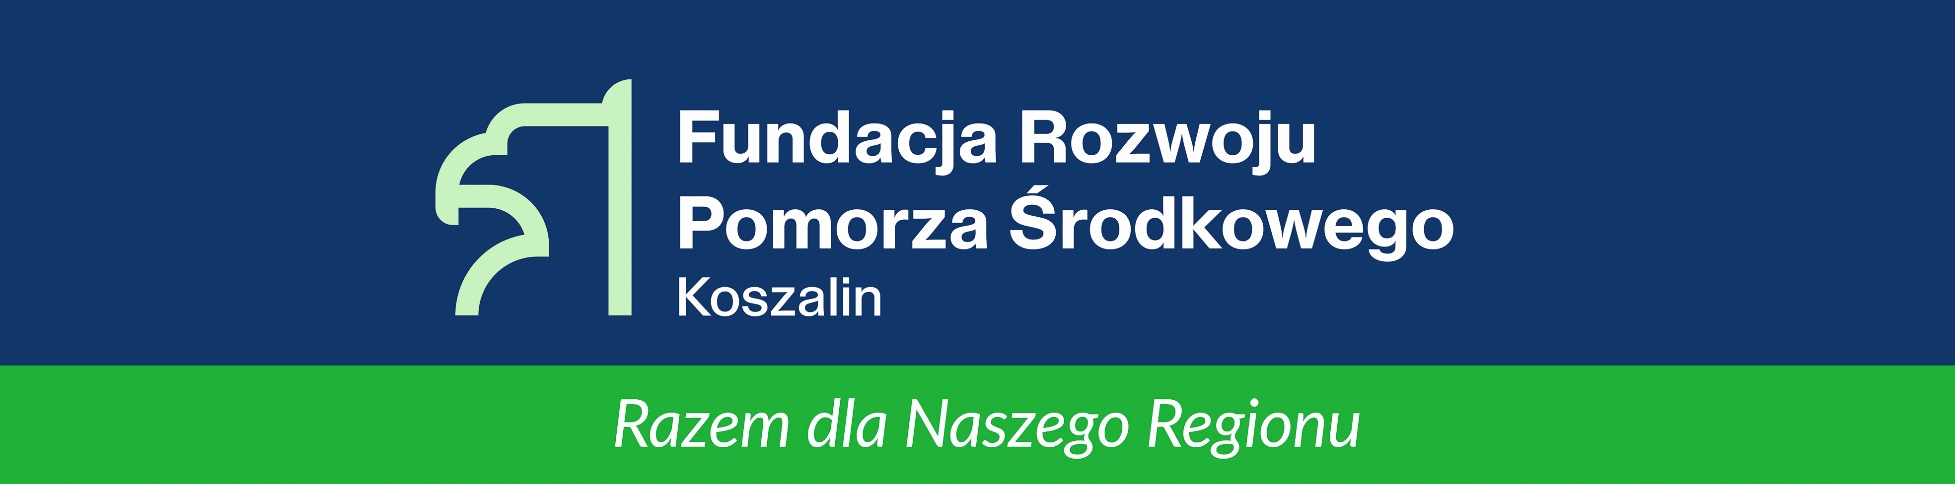 Fundacja Rozwoju
Pomorza Środkowego
Koszalin
Razem dla Naszego Regionu